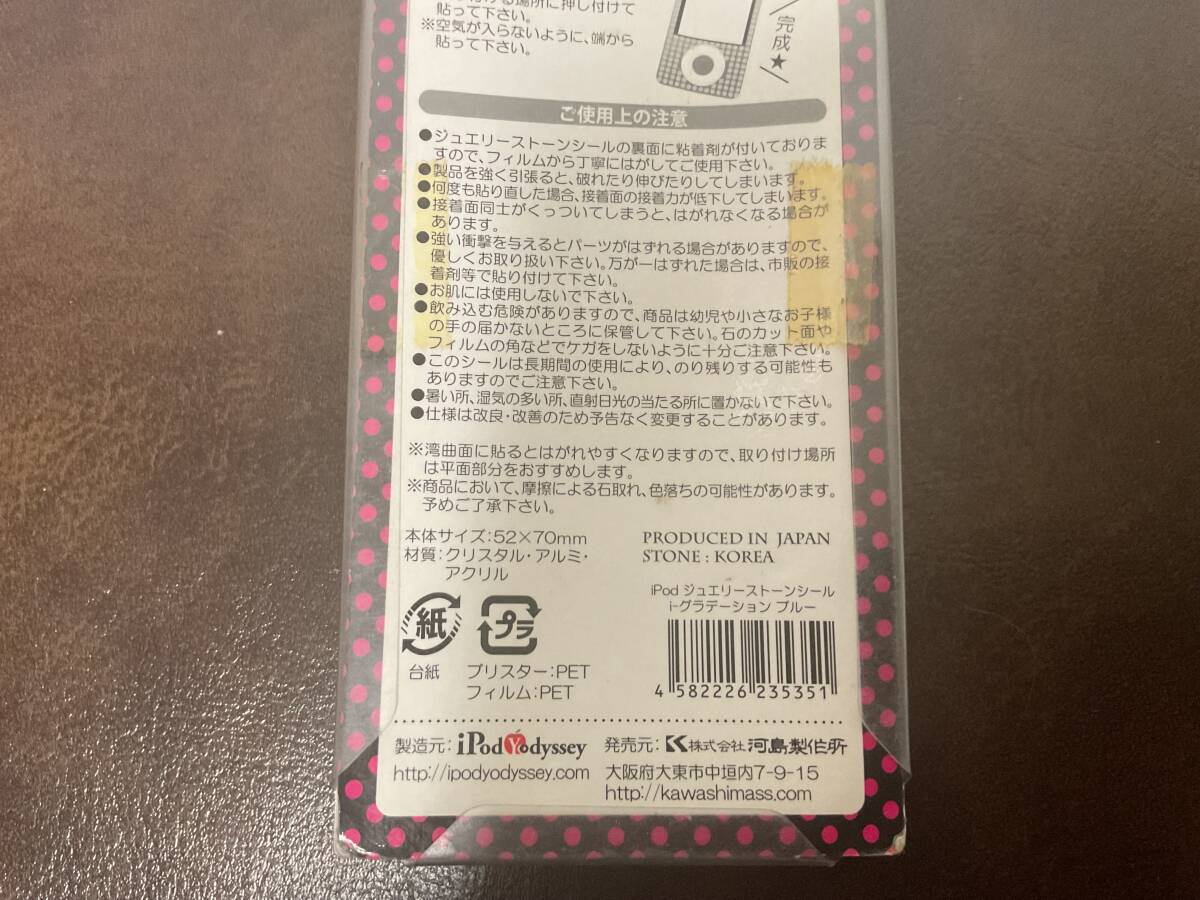 場所に押し付けて
貼って下さい。
※空気が入らないように、端から
貼って下さい。
完成★
ご使用上の注意
●ジュエリーストーンシールの裏面に粘着剤が付いておりま
すので、フィルムから丁寧にはがしてご使用下さい。
●製品を強く引張ると、破れたり伸びたりしてしまいます。
●何度も貼り直した場合、接着面の接着力が低下してしまいます。
●接着面同士がくっついてしまうと、はがれなくなる場合が
あります。
●強い衝撃を与えるとパーツがはずれる場合がありますので、
優しくお取り扱い下さい。万が一はずれた場合は、市販の接
着剤等で貼り付けて下さい。
●お肌には使用しないで下さい。
●飲み込む危険がありますので、商品は幼児や小さなお子様
の手の届かないところに保管して下さい。石のカット面や
フィルムの角などでケガをしないように十分ご注意下さい。
●このシールは長期間の使用により、のり残りする可能性も
ありますのでご注意下さい。
●暑い所、湿気の多い所、直射日光の当たる所に置かないで下さい。
●仕様は改良・改善のため予告なく変更することがあります。
※湾曲面に貼るとはがれやすくなりますので、取り付け場所
は平面部分をおすすめします。
※商品において、摩擦による石取れ、色落ちの可能性があります。
予めご了承下さい。
本体サイズ:52×70mm
材質:クリスタル・アルミ・
アクリル
PRODUCED IN JAPAN
STONE : KOREA
iPod ジュエリーストーンシール
i-グラデーション ブルー
紙
プラ
台紙
ブリスター:PET
フィルム:PET
4 582226 235351
製造元: iPod Yodyssey
http://ipodyodyssey.com
発売元: K 株式会社 河島製作所
大阪府大東市中垣内7-9-15
http://kawashimass.com